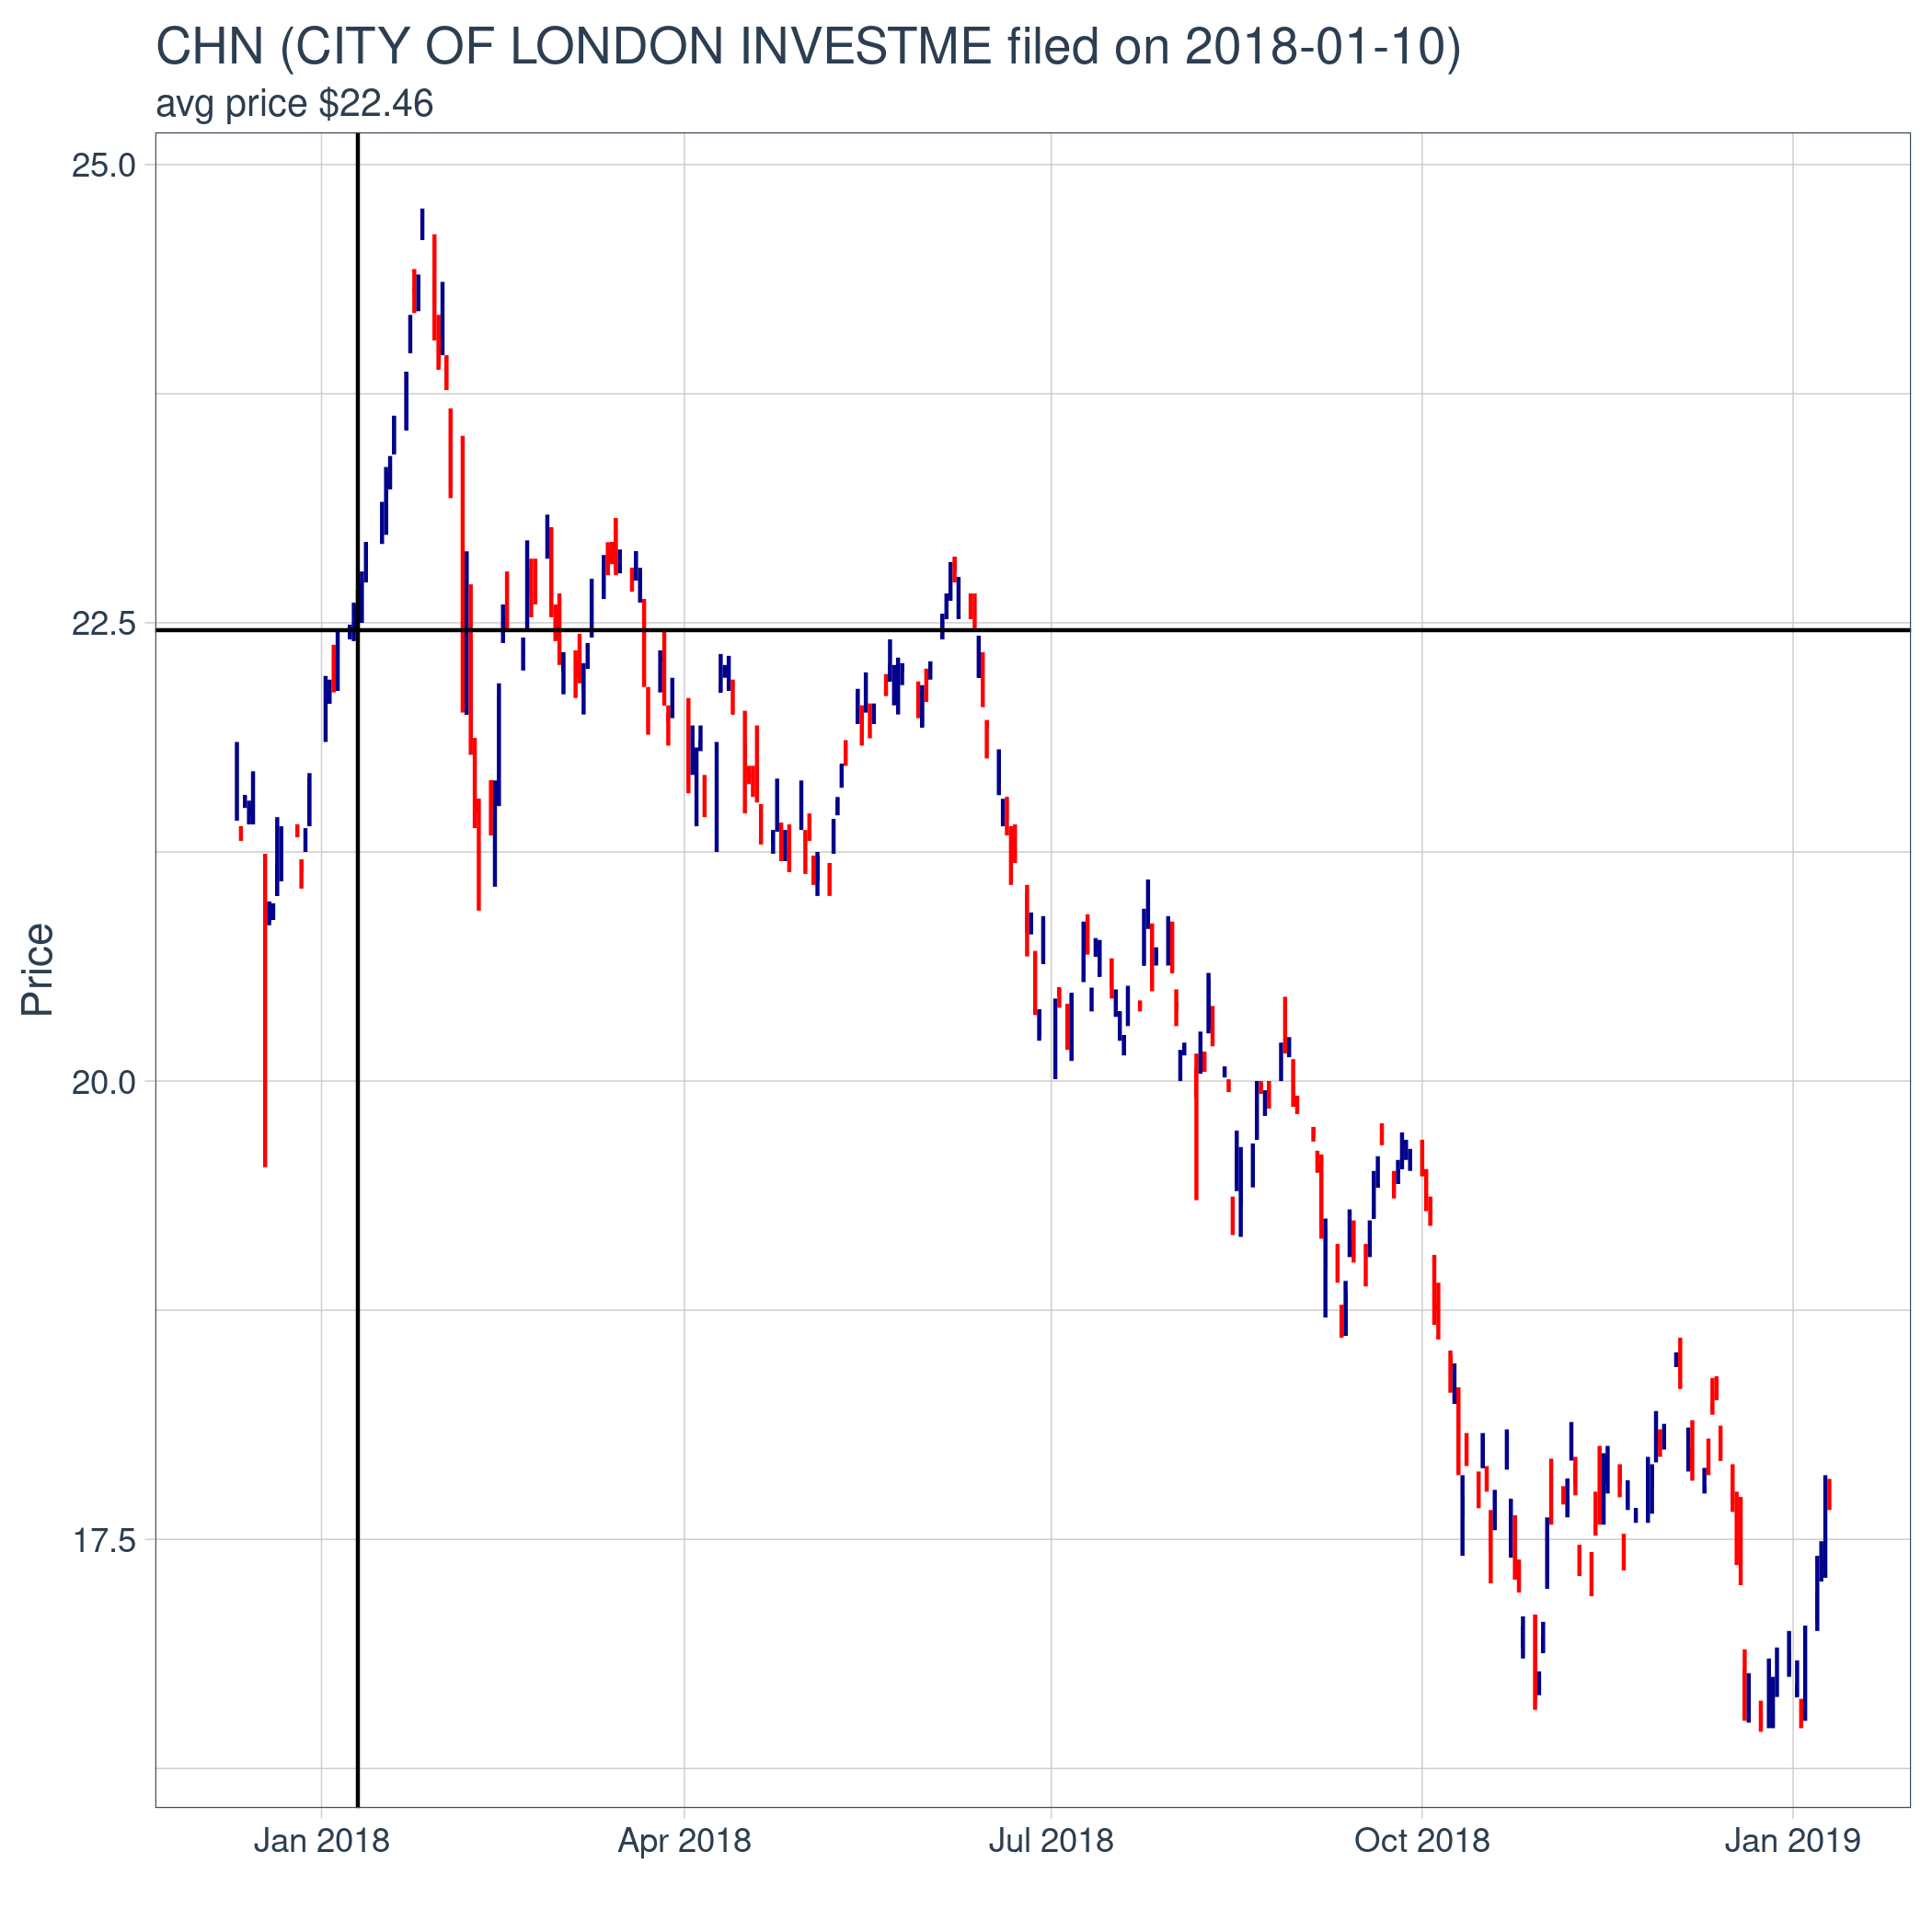 CHN (CITY OF LONDON INVESTME filed on 2018-01-10)
avg price $22.46
25.0
22.5
20.0
17.5
Price
Jan 2018
Apr 2018
Jul 2018
Oct 2018
Jan 2019